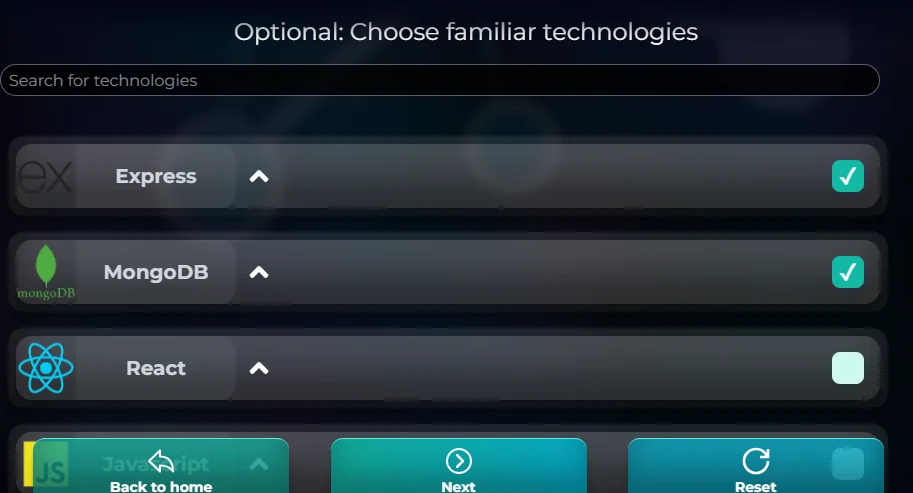 Optional: Choose familiar technologies
Search for technologies
ex
Express
mongoDB
MongoDB
React
JS
JavaScript
Back to home
Next
Reset